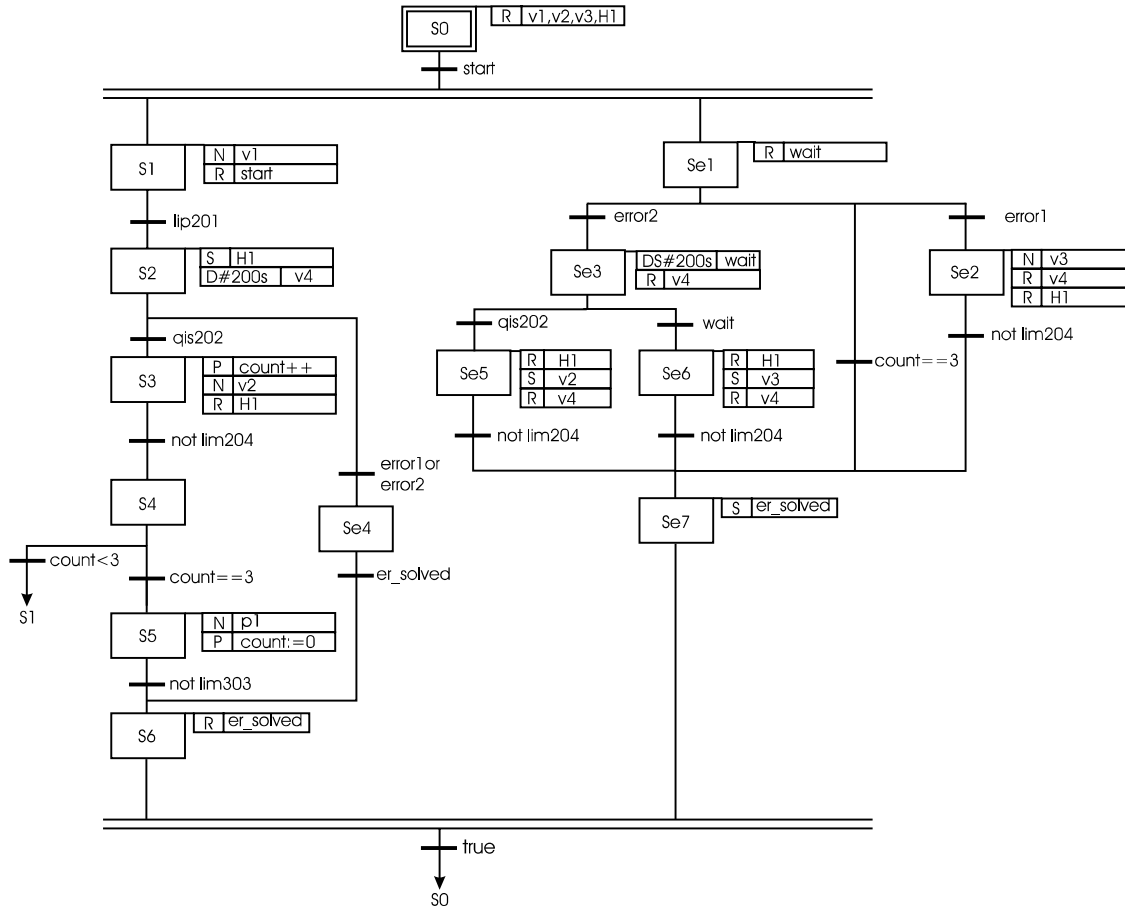 S0
R v1,v2,v3,H1
start
S1
N v1
R start
Se1
R wait
lip201
error2
error1
S2
S H1
D#200s v4
Se3
DS#200s wait
R v4
Se2
N v3
R v4
R H1
qis202
qis202
wait
not lim204
S3
P count++
N v2
R H1
Se5
R H1
S v2
R v4
Se6
R H1
S v3
R v4
count==3
not lim204
not lim204
not lim204
error1or
error2
S4
Se4
Se7
S er_solved
count<3
count==3
er_solved
S1
S5
N p1
P count:=0
not lim303
S6
R er_solved
true
S0